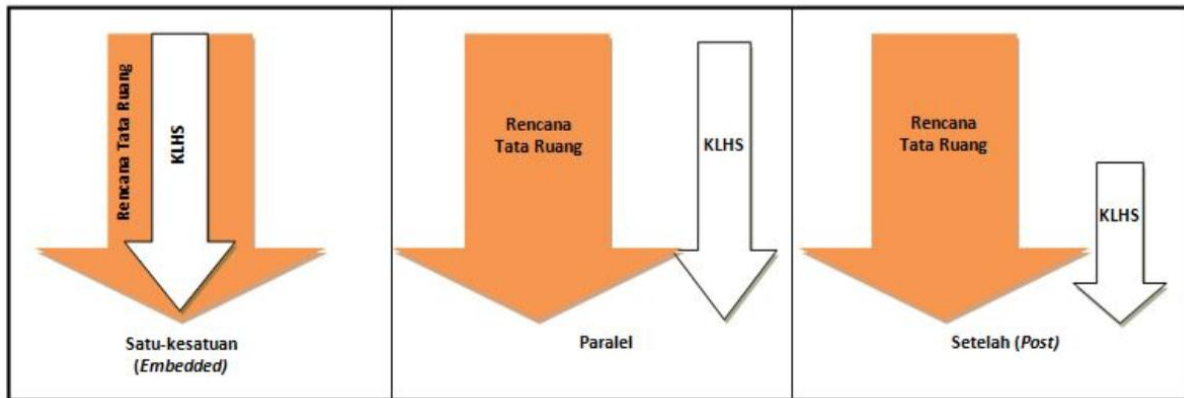 Rencana Tata Ruang
KLHS
Satu-kesatuan
(Embedded)
Rencana
Tata Ruang
KLHS
Paralel
Rencana
Tata Ruang
KLHS
Setelah (Post)